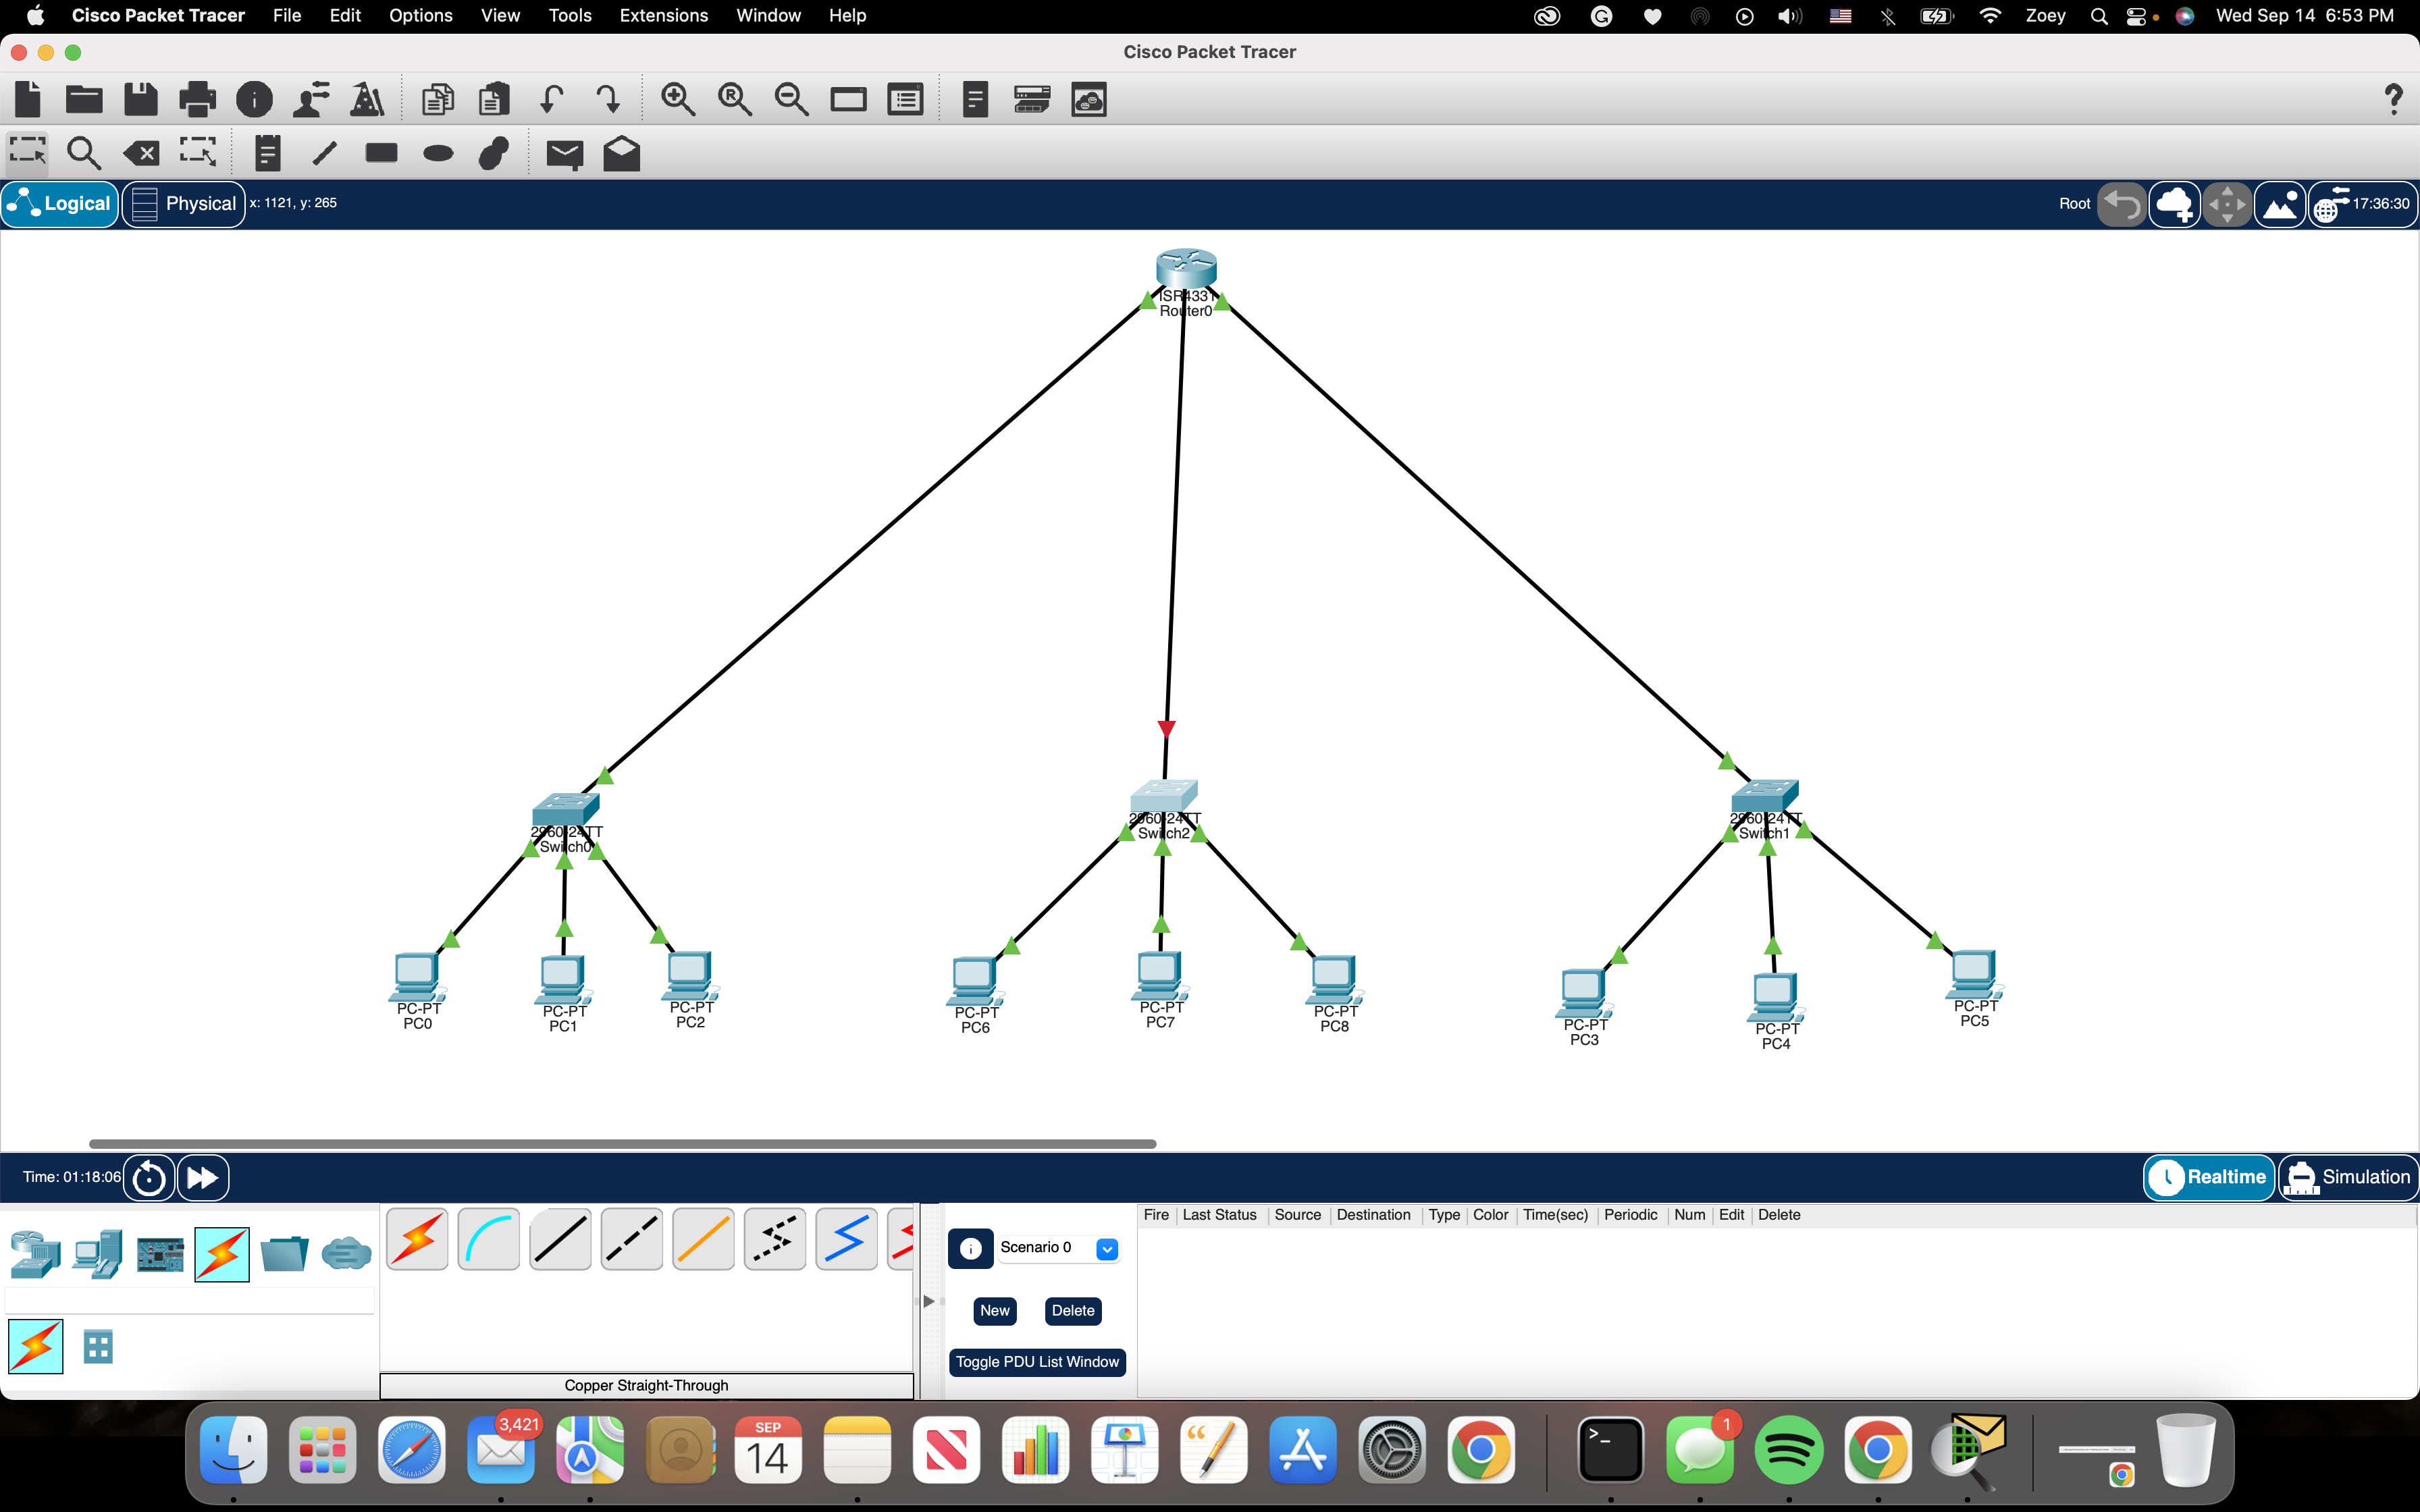 Cisco Packet Tracer File Edit Options View Tools Extensions Window Help Zoey Wed Sep 14 6:53 PM
Cisco Packet Tracer
Logical Physical x: 1121, y: 265 Root 17:36:30
ISR4331
Router0
2960-24TT
Switch0
2960-24TT
Switch2
2960-24TT
Switch1
PC-PT
PC0
PC-PT
PC1
PC-PT
PC2
PC-PT
PC6
PC-PT
PC7
PC-PT
PC8
PC-PT
PC3
PC-PT
PC4
PC-PT
PC5
Time: 01:18:06 Realtime Simulation
Fire Last Status Source Destination Type Color Time(sec) Periodic Num Edit Delete
Scenario 0
New Delete
Toggle PDU List Window
Copper Straight-Through
3,421
SEP
14
1